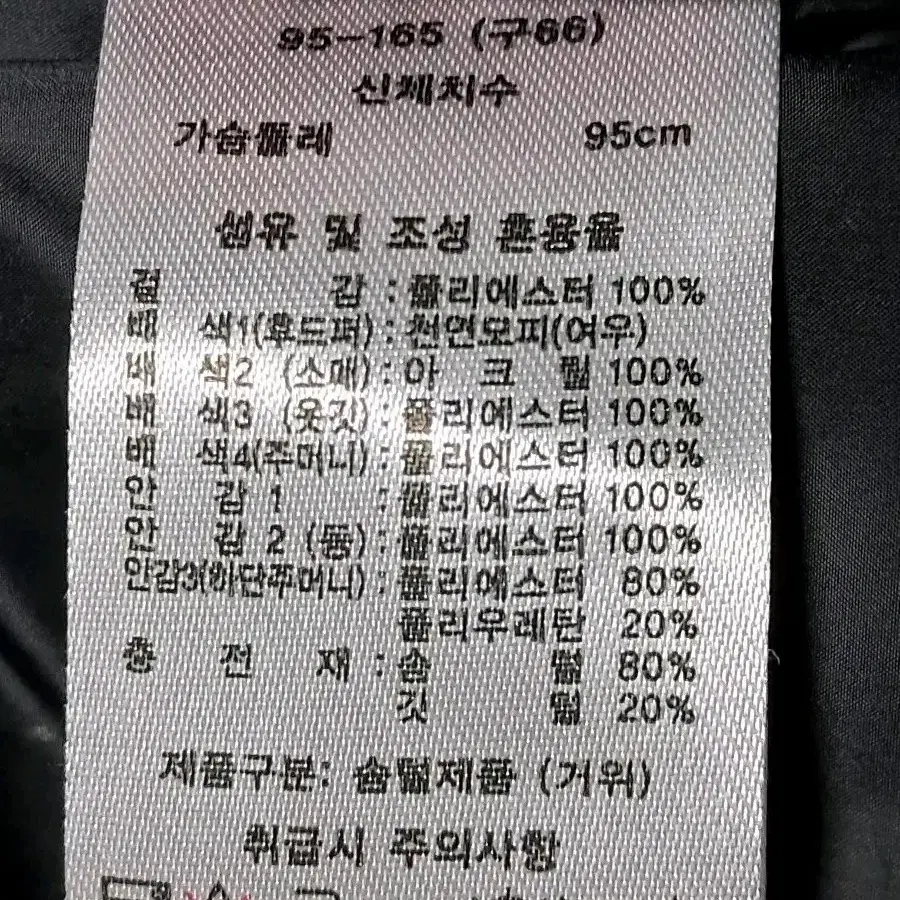 95-165 (구66)
신체치수
가슴둘레 95cm
섬유 및 조성 혼용율
겉 감 : 폴리에스터 100%
배 색1(후드퍼) : 천연모피(여우)
배 색2 (소매) : 아 크 릴 100%
배 색3 (옷깃) : 폴리에스터 100%
배 색4(주머니) : 폴리에스터 100%
안 감 1 : 폴리에스터 100%
안 감 2 (몸) : 폴리에스터 100%
안감3(하단주머니) : 폴리에스터 80%
폴리우레탄 20%
충 전 재 : 솜 털 80%
깃 털 20%
제품구분: 솜털제품 (거위)
취급시 주의사항